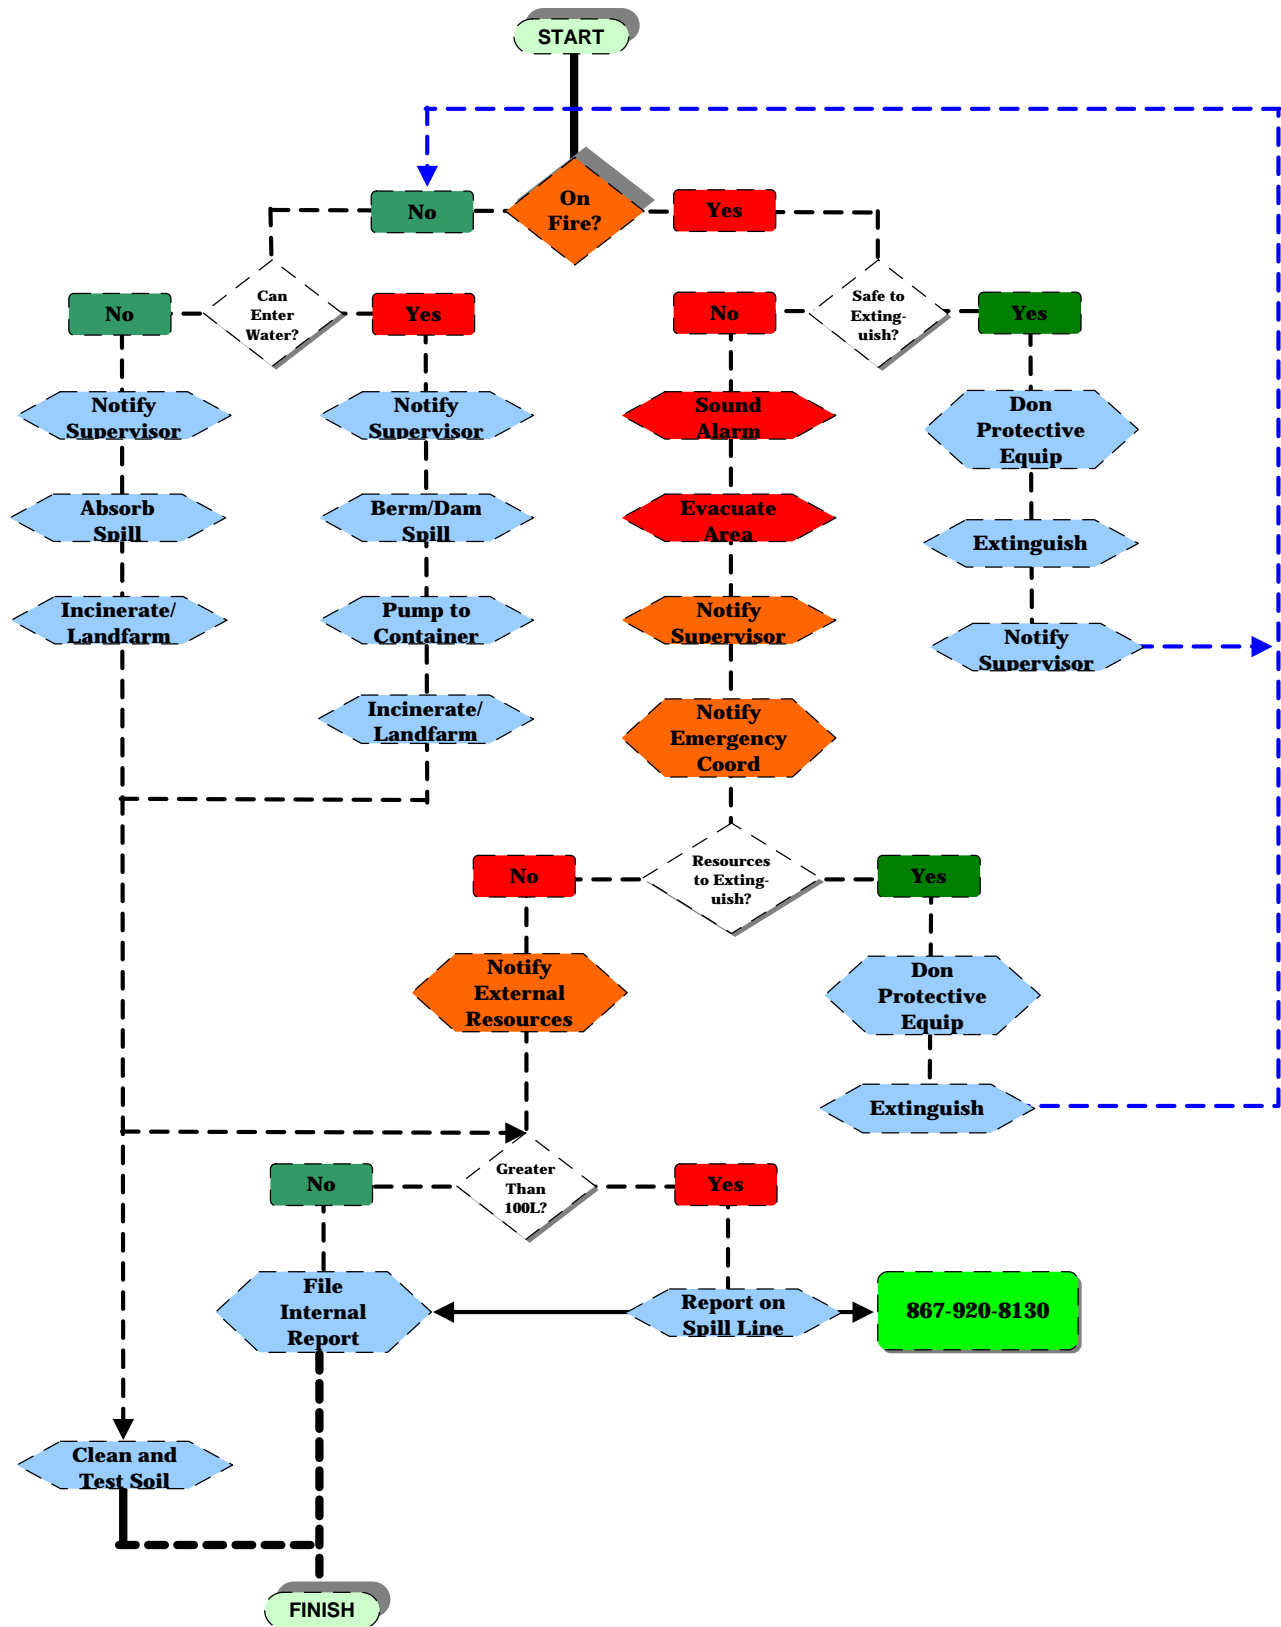 START
On
Fire?
No
Yes
Can
Enter
Water?
No
Yes
Safe to
Exting-
uish?
No
Yes
Notify
Supervisor
Notify
Supervisor
Sound
Alarm
Don
Protective
Equip
Absorb
Spill
Berm/Dam
Spill
Evacuate
Area
Extinguish
Incinerate/
Landfarm
Pump to
Container
Notify
Supervisor
Notify
Supervisor
Incinerate/
Landfarm
Notify
Emergency
Coord
Resources
to Exting-
uish?
No
Yes
Notify
External
Resources
Don
Protective
Equip
Extinguish
Greater
Than
100L?
No
Yes
File
Internal
Report
Report on
Spill Line
867-920-8130
Clean and
Test Soil
FINISH